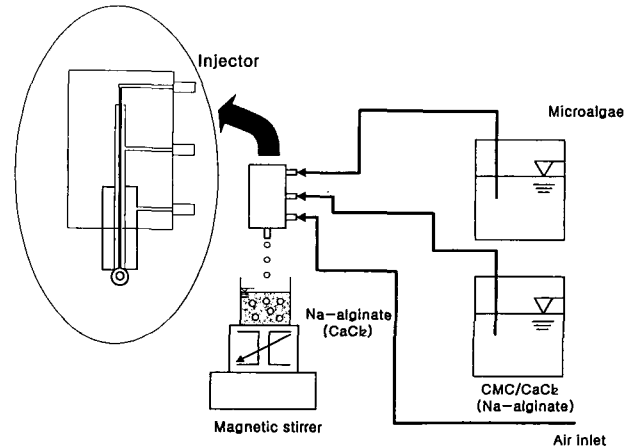 Injector
Microalgae
Na-alginate
(CaCl₂)
CMC/CaCl₂
(Na-alginate)
Magnetic stirrer
Air inlet